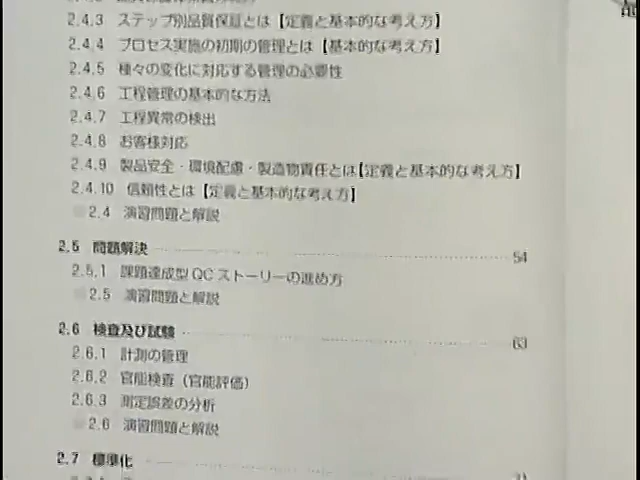 2.4.3 ステップ別品質保証とは【定義と基本的な考え方】
2.4.4 プロセス実施の初期の管理とは【基本的な考え方】
2.4.5 種々の変化に対応する管理の必要性
2.4.6 工程管理の基本的な方法
2.4.7 工程異常の検出
2.4.8 お客様対応
2.4.9 製品安全・環境配慮・製造物責任とは【定義と基本的な考え方】
2.4.10 信頼性とは【定義と基本的な考え方】
2.4 演習問題と解説
2.5 問題解決 54
2.5.1 課題達成型QCストーリーの進め方
2.5 演習問題と解説
2.6 検査及び試験 63
2.6.1 計測の管理
2.6.2 官能検査（官能評価）
2.6.3 測定誤差の分析
2.6 演習問題と解説
2.7 標準化